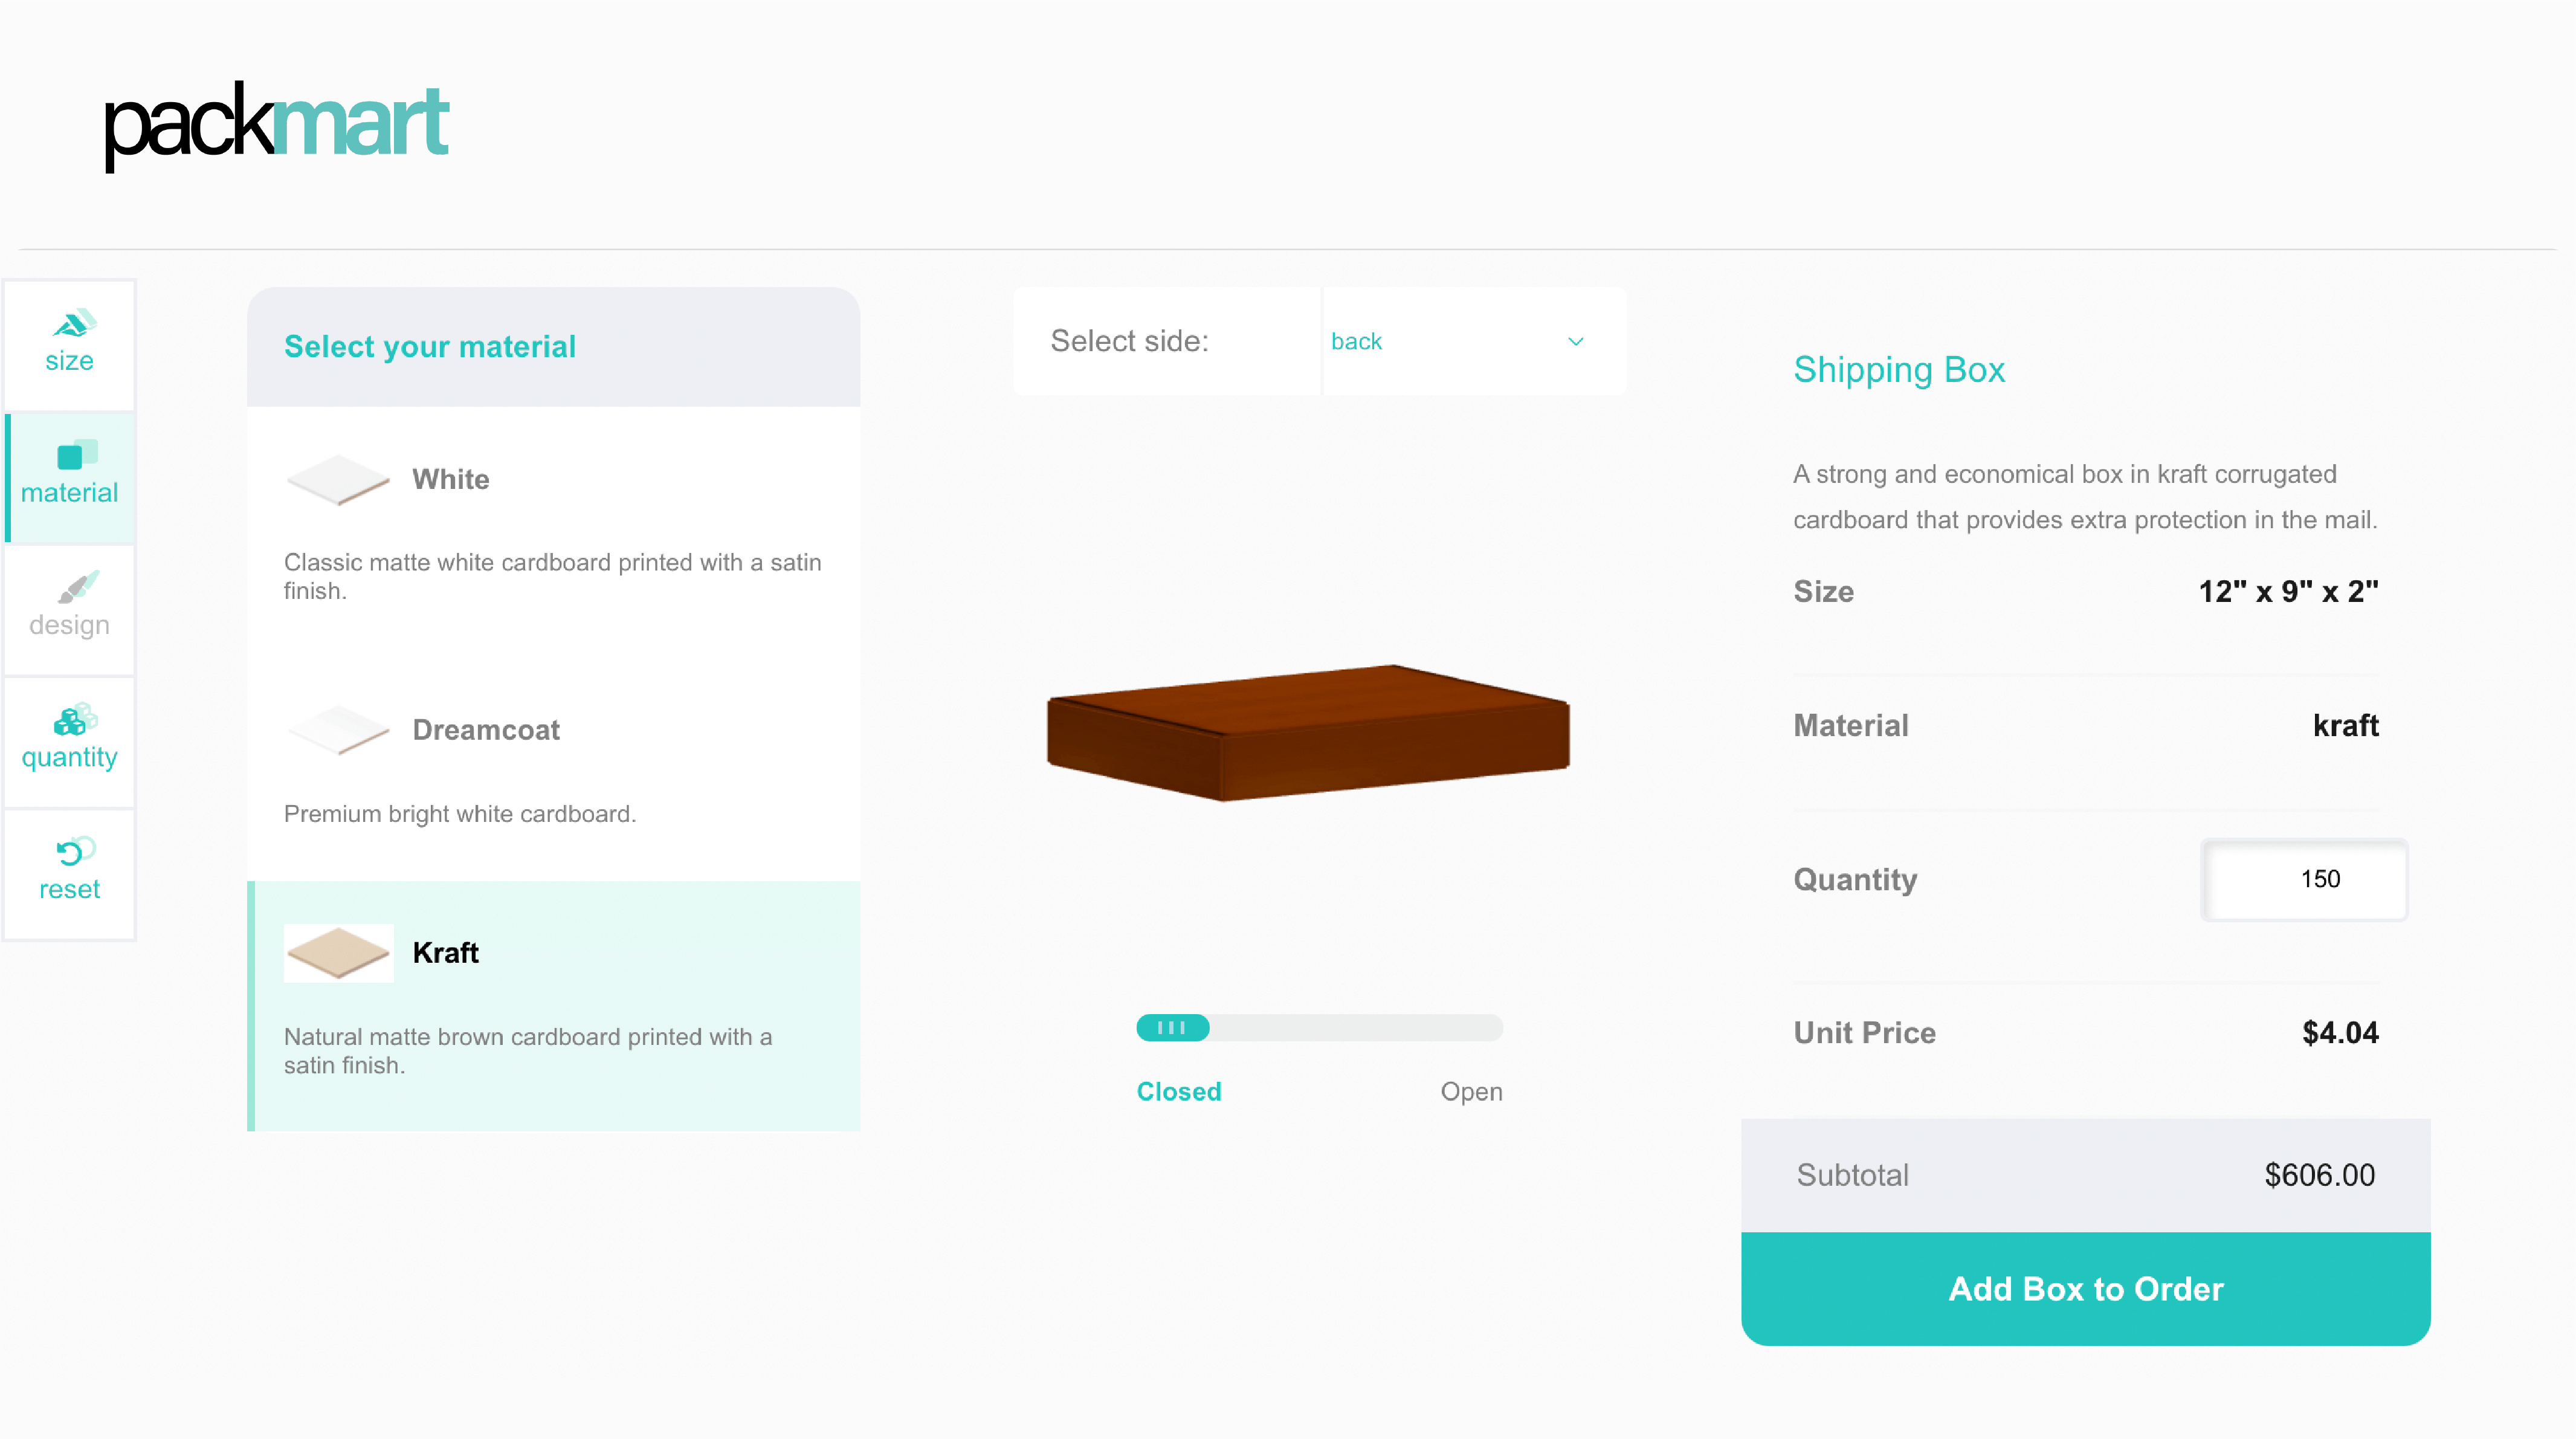 packmart
size
material
design
quantity
reset
Select your material
White
Classic matte white cardboard printed with a satin
finish.
Dreamcoat
Premium bright white cardboard.
Kraft
Natural matte brown cardboard printed with a
satin finish.
Select side:
back
Closed
Open
Shipping Box
A strong and economical box in kraft corrugated
cardboard that provides extra protection in the mail.
Size 12" x 9" x 2"
Material kraft
Quantity 150
Unit Price $4.04
Subtotal $606.00
Add Box to Order